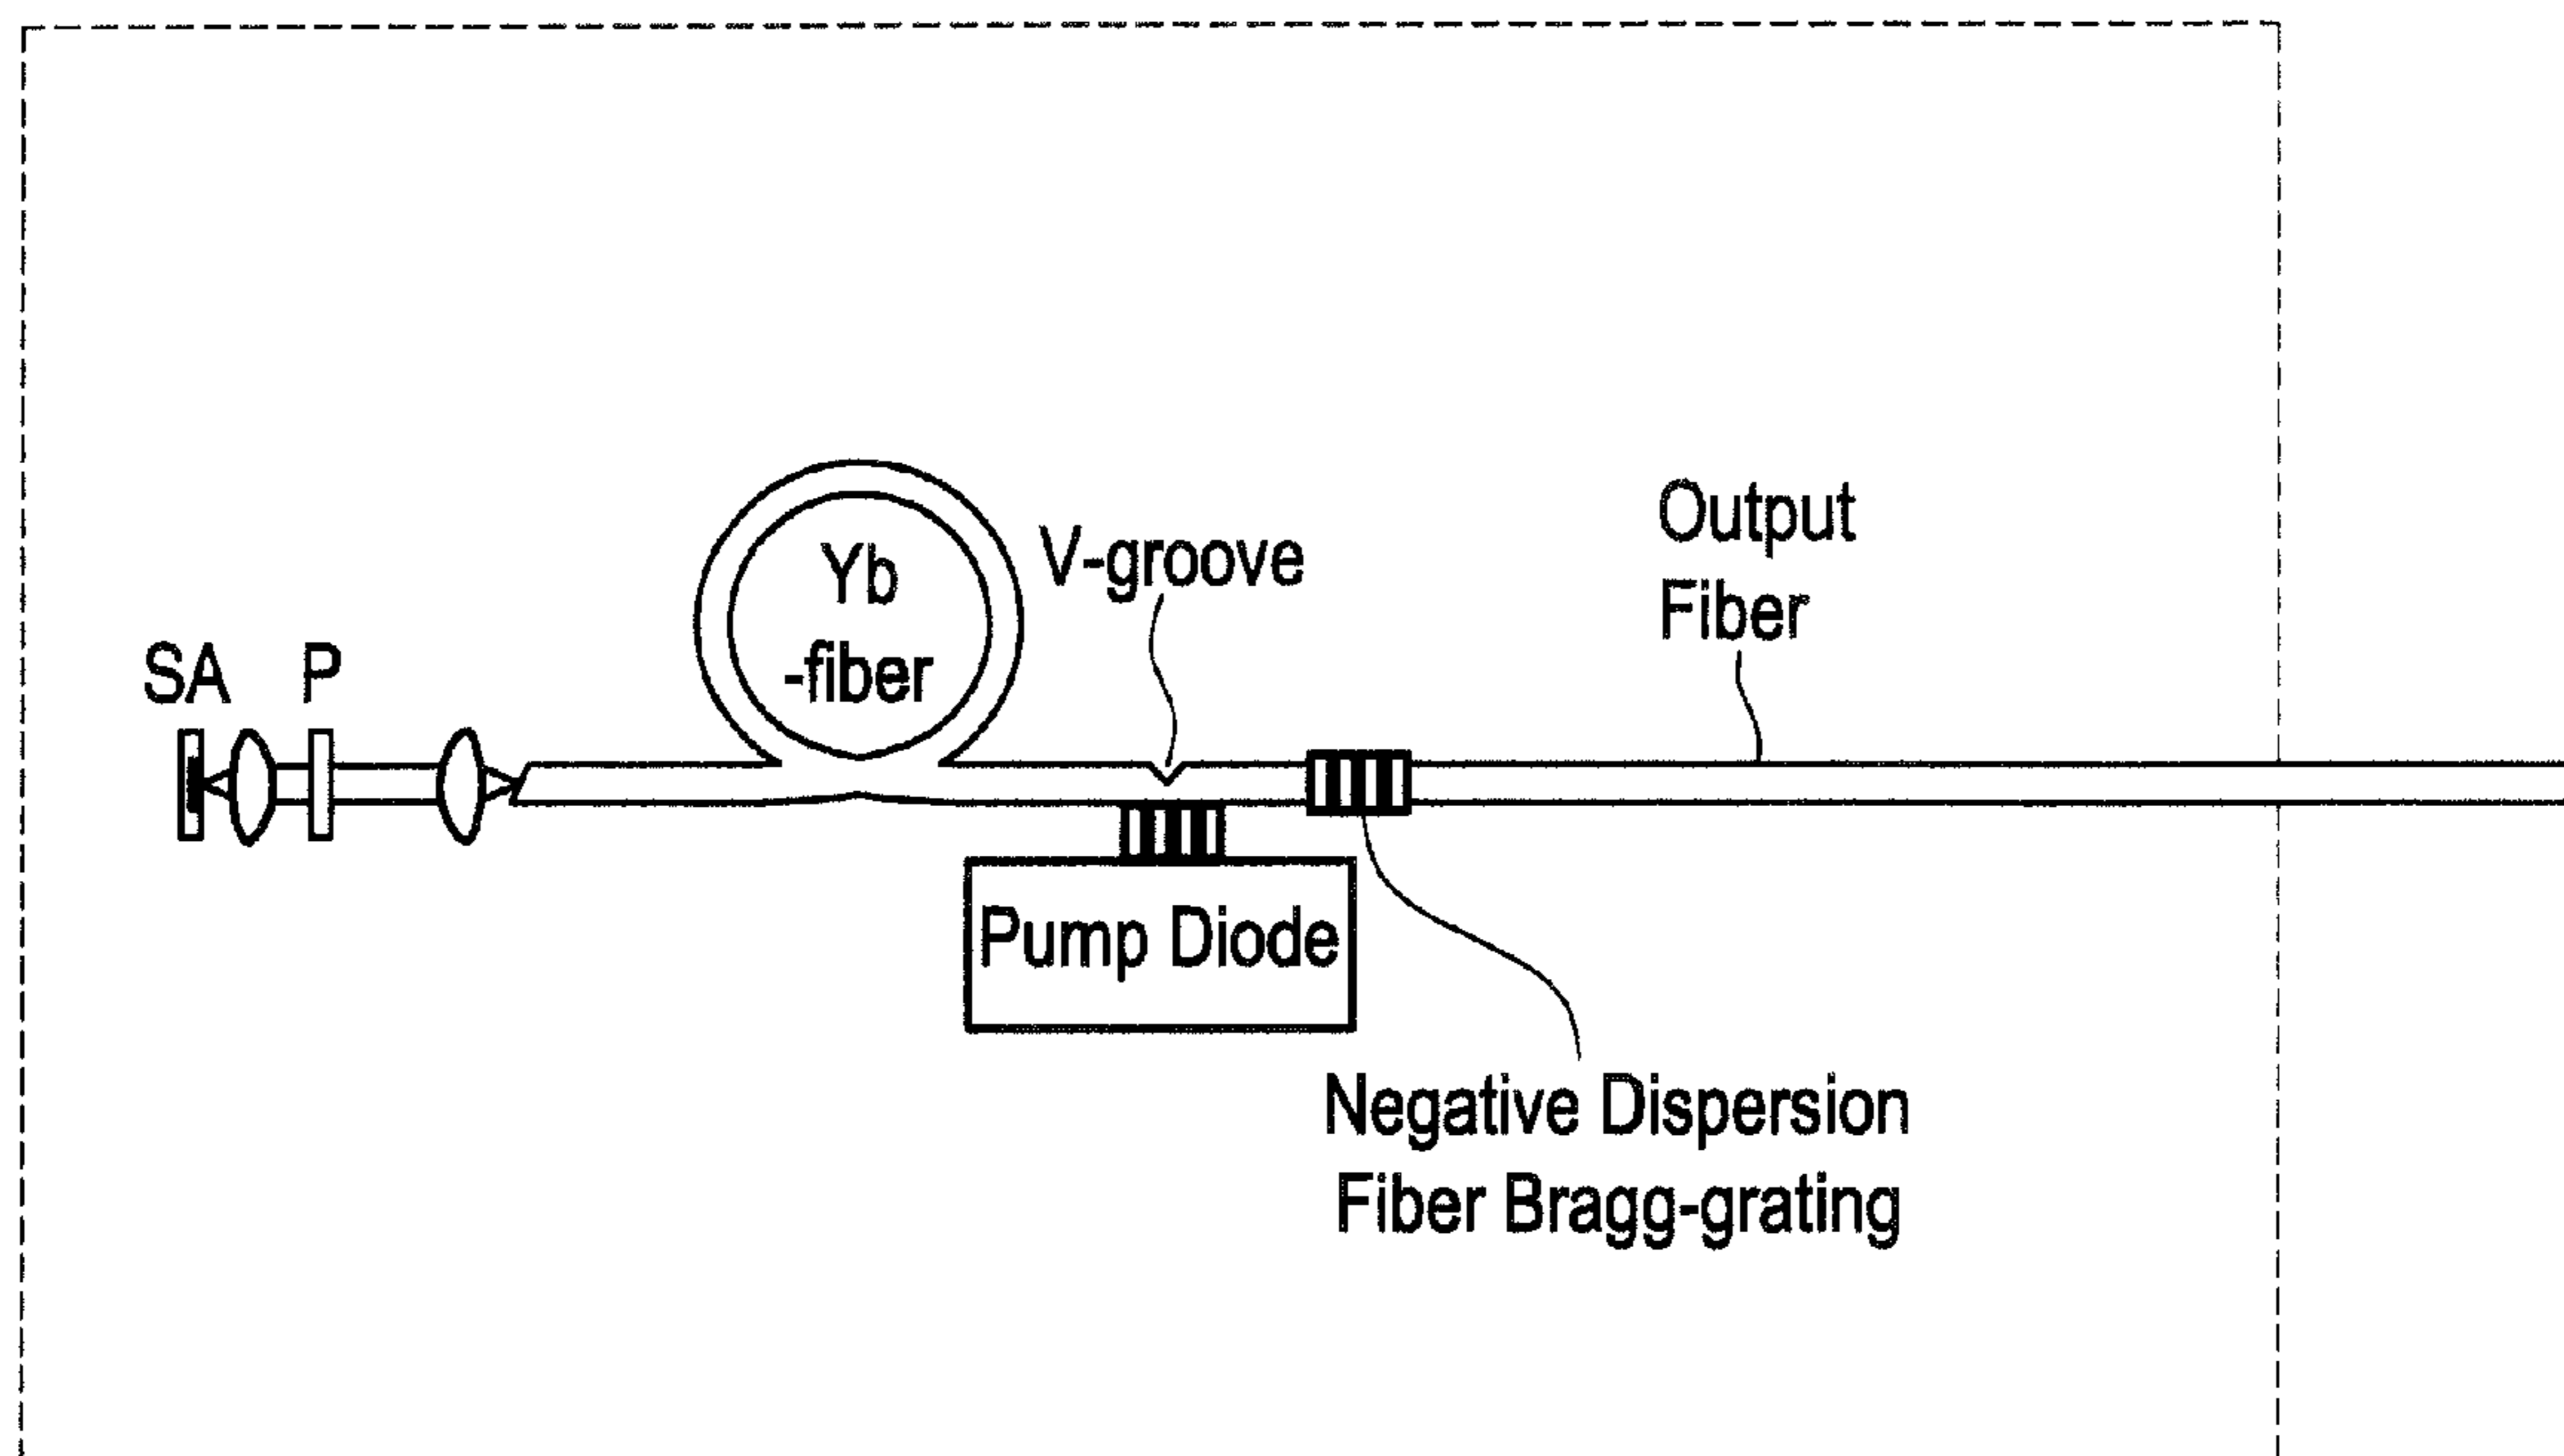 SA
P
Yb
-fiber
V-groove
Output
Fiber
Pump Diode
Negative Dispersion
Fiber Bragg-grating